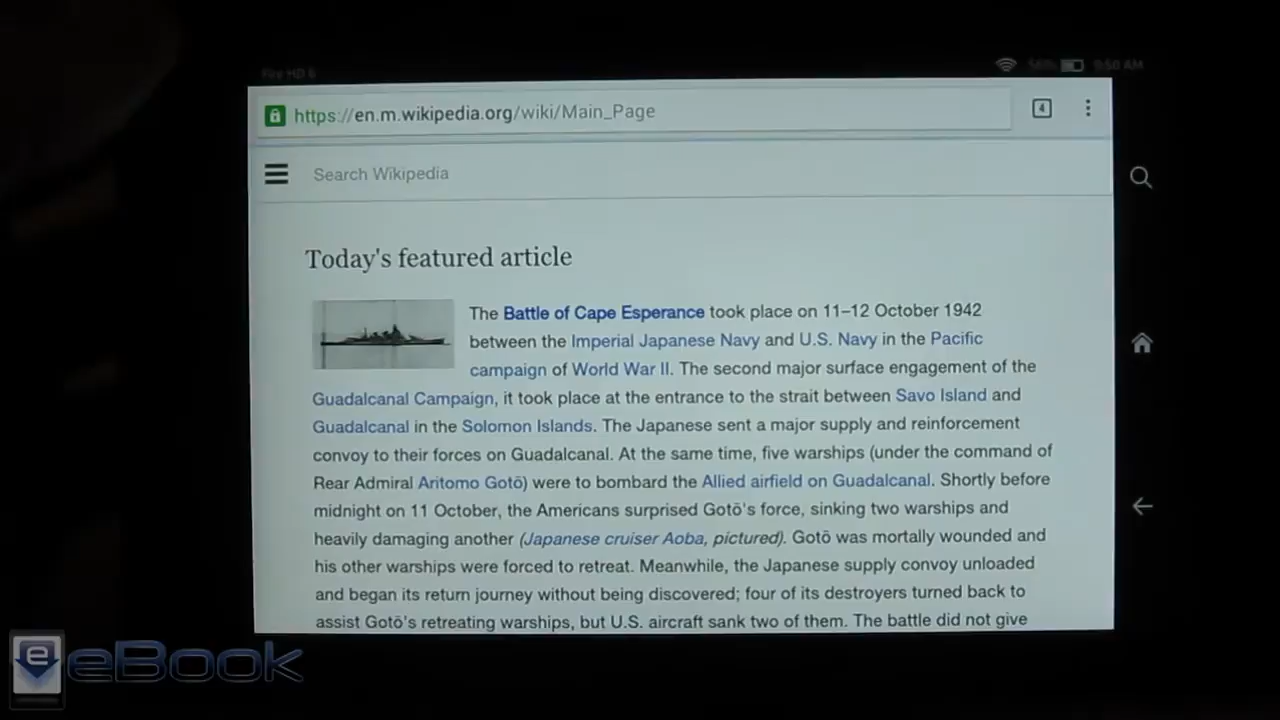 Fire HD 6
56% 9:50 AM
https://en.m.wikipedia.org/wiki/Main_Page
4
Search Wikipedia
Today's featured article
The Battle of Cape Esperance took place on 11–12 October 1942
between the Imperial Japanese Navy and U.S. Navy in the Pacific
campaign of World War II. The second major surface engagement of the
Guadalcanal Campaign, it took place at the entrance to the strait between Savo Island and
Guadalcanal in the Solomon Islands. The Japanese sent a major supply and reinforcement
convoy to their forces on Guadalcanal. At the same time, five warships (under the command of
Rear Admiral Aritomo Gotō) were to bombard the Allied airfield on Guadalcanal. Shortly before
midnight on 11 October, the Americans surprised Gotō's force, sinking two warships and
heavily damaging another (Japanese cruiser Aoba, pictured). Gotō was mortally wounded and
his other warships were forced to retreat. Meanwhile, the Japanese supply convoy unloaded
and began its return journey without being discovered; four of its destroyers turned back to
assist Gotō's retreating warships, but U.S. aircraft sank two of them. The battle did not give
e eBook